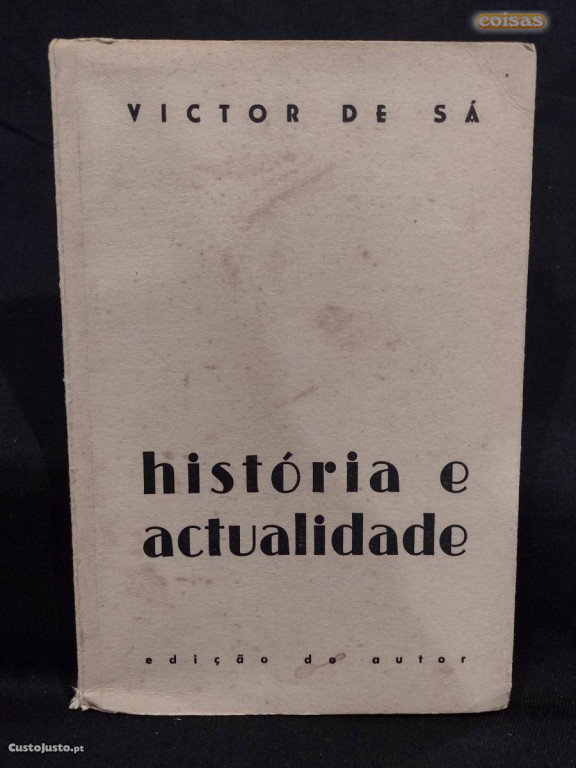 coisas
VICTOR DE SÁ
história e
actualidade
edição do autor
CustoJusto.pt